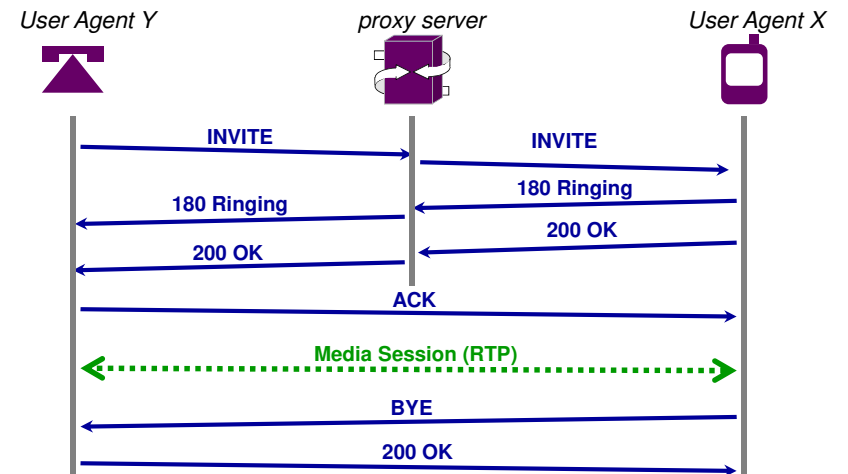 User Agent Y
proxy server
User Agent X
INVITE
INVITE
180 Ringing
180 Ringing
200 OK
200 OK
ACK
Media Session (RTP)
BYE
200 OK